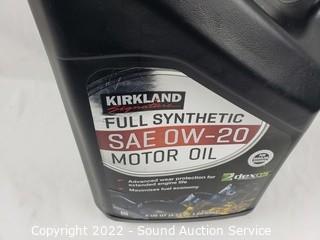 KIRKLAND
Signature
FULL SYNTHETIC
SAE 0W-20
MOTOR OIL
Advanced wear protection for
extended engine life
Maximizes fuel economy
dexos
Copyright © 2022 - Sound Auction Service